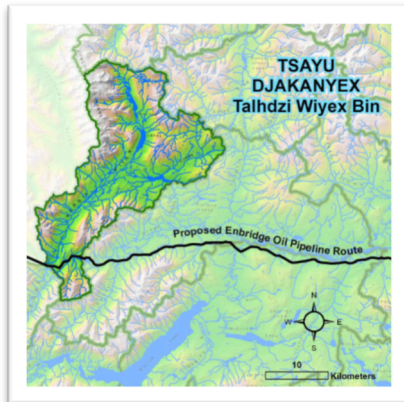 TSAYU
DJAKANYEX
Talhdzi Wiyex Bin
Proposed Enbridge Oil Pipeline Route
N
W E
S
10
Kilometers